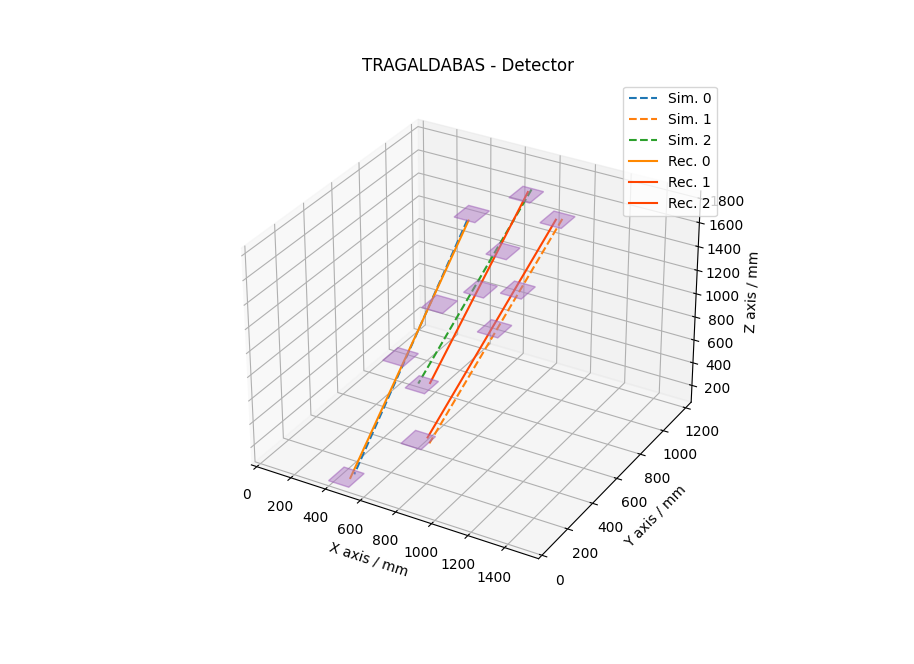 TRAGALDABAS - Detector
Sim. 0
Sim. 1
Sim. 2
Rec. 0
Rec. 1
Rec. 2
1800
1600
1400
1200
1000
800
600
400
200
Z axis / mm
0
200
400
600
800
1000
1200
1400
X axis / mm
0
200
400
600
800
1000
1200
Y axis / mm